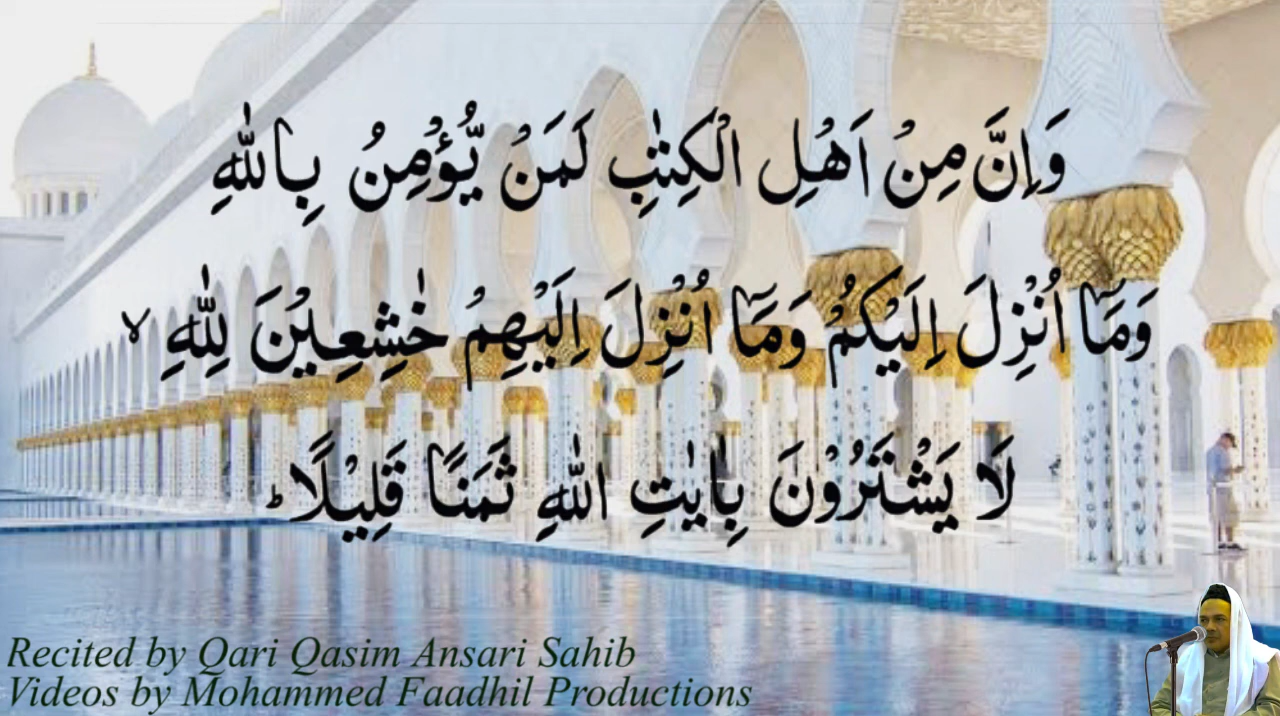 وَاِنَّ مِنْ اَهْلِ الْكِتٰبِ لَمَنْ يُّؤْمِنُ بِاللّٰهِ
وَمَاۤ اُنْزِلَ اِلَيْكُمْ وَمَاۤ اُنْزِلَ اِلَيْهِمْ خٰشِعِيْنَ لِلّٰهِ ۙ
لَا يَشْتَرُوْنَ بِاٰيٰتِ اللّٰهِ ثَمَنًا قَلِيْلًا ؕ
Recited by Qari Qasim Ansari Sahib
Videos by Mohammed Faadhil Productions